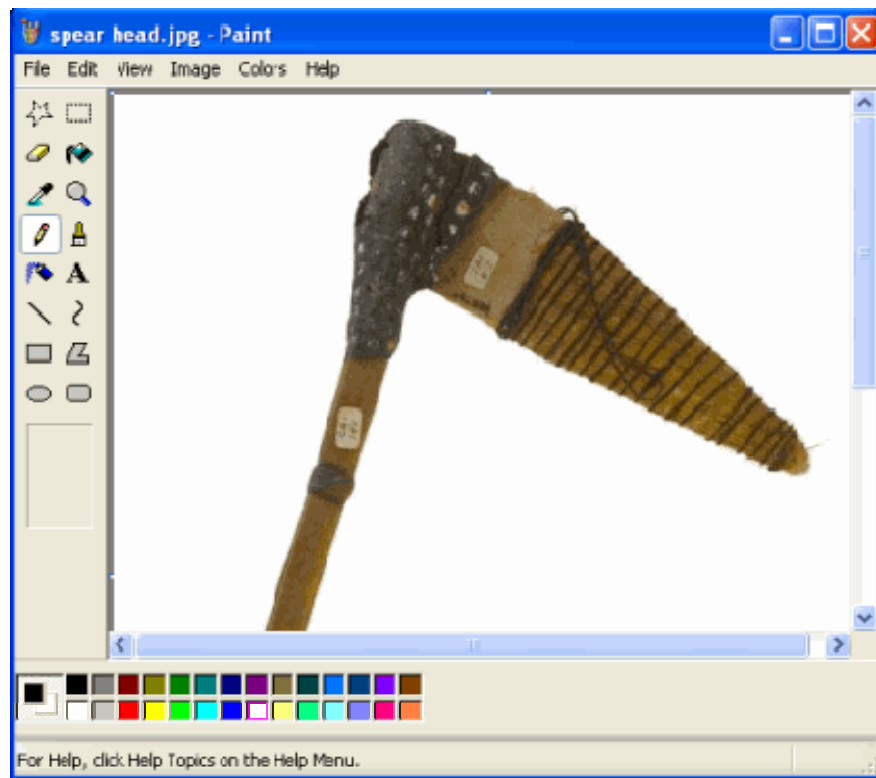 spear head.jpg - Paint
File Edit View Image Colors Help
A
For Help, click Help Topics on the Help Menu.